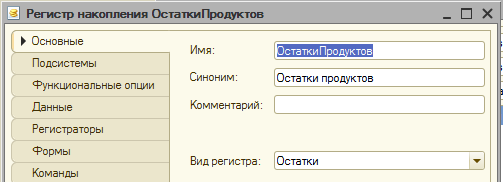 Регистр накопления ОстаткиПродуктов
Основные
Подсистемы
Функциональные опции
Данные
Регистраторы
Формы
Команды
Имя: ОстаткиПродуктов
Синоним: Остатки продуктов
Комментарий:
Вид регистра: Остатки